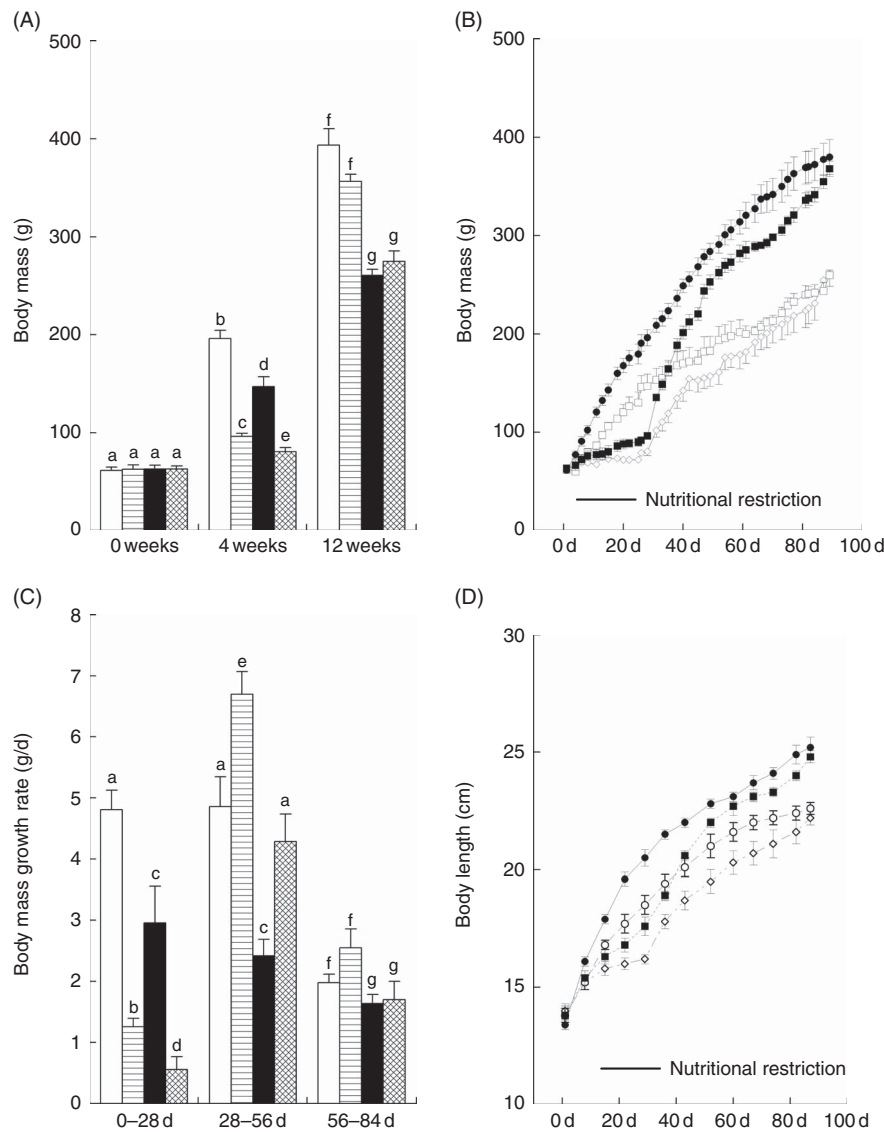 (A)
500
400
300
200
100
0
Body mass (g)
a a a a
b
c
d
e
f
f
g
g
0 weeks 4 weeks 12 weeks
(B)
500
400
300
200
100
0
Body mass (g)
Nutritional restriction
0 d 20 d 40 d 60 d 80 d 100 d
(C)
8
7
6
5
4
3
2
1
0
Body mass growth rate (g/d)
a
b
c
d
a
e
c
a
f
f
g
g
0–28 d 28–56 d 56–84 d
(D)
30
25
20
15
10
Body length (cm)
Nutritional restriction
0 d 20 d 40 d 60 d 80 d 100 d